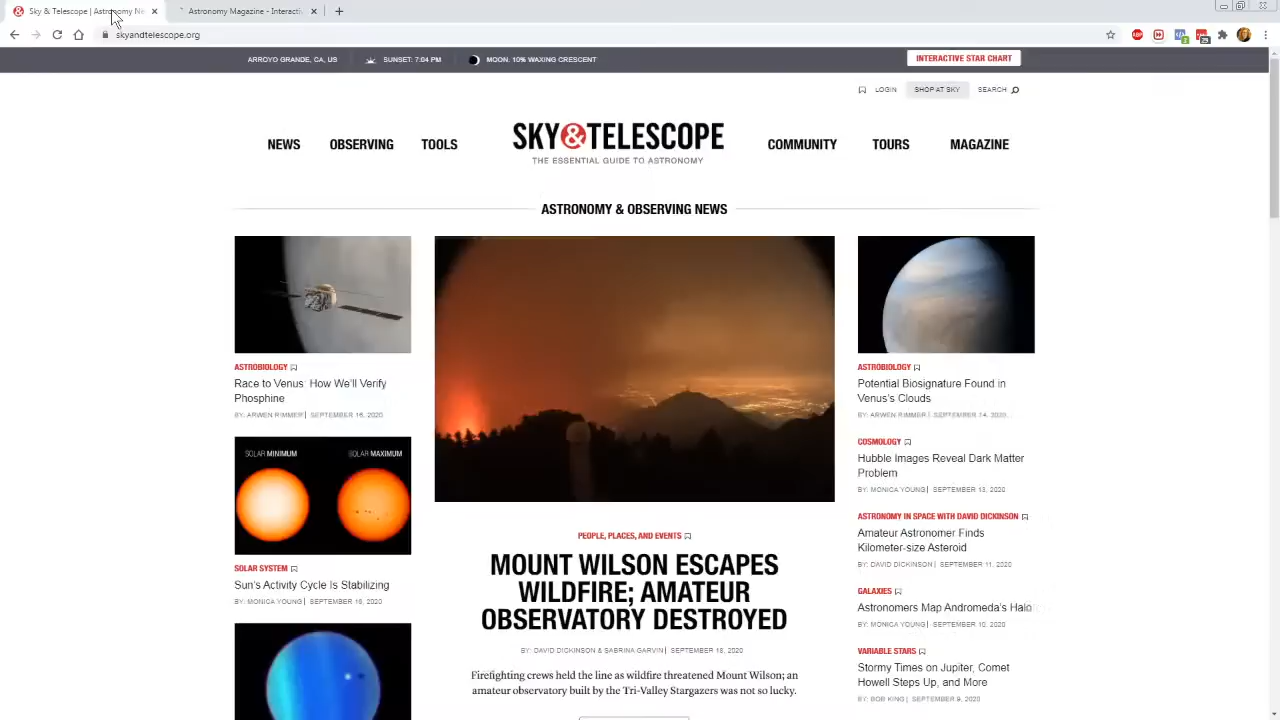 Sky & Telescope | Astronomy Ne
Astronomy Magazine - Interacti
skyandtelescope.org
ARROYO GRANDE, CA, US
SUNSET: 7:04 PM
MOON: 10% WAXING CRESCENT
INTERACTIVE STAR CHART
LOGIN
SHOP AT SKY
SEARCH
NEWS
OBSERVING
TOOLS
SKY&TELESCOPE
THE ESSENTIAL GUIDE TO ASTRONOMY
COMMUNITY
TOURS
MAGAZINE
ASTRONOMY & OBSERVING NEWS
ASTROBIOLOGY
Race to Venus: How We'll Verify
Phosphine
BY: ARWEN RIMMER | SEPTEMBER 16, 2020
SOLAR MINIMUM
SOLAR MAXIMUM
SOLAR SYSTEM
Sun's Activity Cycle Is Stabilizing
BY: MONICA YOUNG | SEPTEMBER 16, 2020
PEOPLE, PLACES, AND EVENTS
MOUNT WILSON ESCAPES
WILDFIRE; AMATEUR
OBSERVATORY DESTROYED
BY: DAVID DICKINSON & SABRINA GARVIN | SEPTEMBER 18, 2020
Firefighting crews held the line as wildfire threatened Mount Wilson; an
amateur observatory built by the Tri-Valley Stargazers was not so lucky.
ASTROBIOLOGY
Potential Biosignature Found in
Venus's Clouds
BY: ARWEN RIMMER | SEPTEMBER 14, 2020
COSMOLOGY
Hubble Images Reveal Dark Matter
Problem
BY: MONICA YOUNG | SEPTEMBER 13, 2020
ASTRONOMY IN SPACE WITH DAVID DICKINSON
Amateur Astronomer Finds
Kilometer-size Asteroid
BY: DAVID DICKINSON | SEPTEMBER 11, 2020
GALAXIES
Astronomers Map Andromeda's Halo
BY: MONICA YOUNG | SEPTEMBER 10, 2020
VARIABLE STARS
Stormy Times on Jupiter, Comet
Howell Steps Up, and More
BY: BOB KING | SEPTEMBER 9, 2020